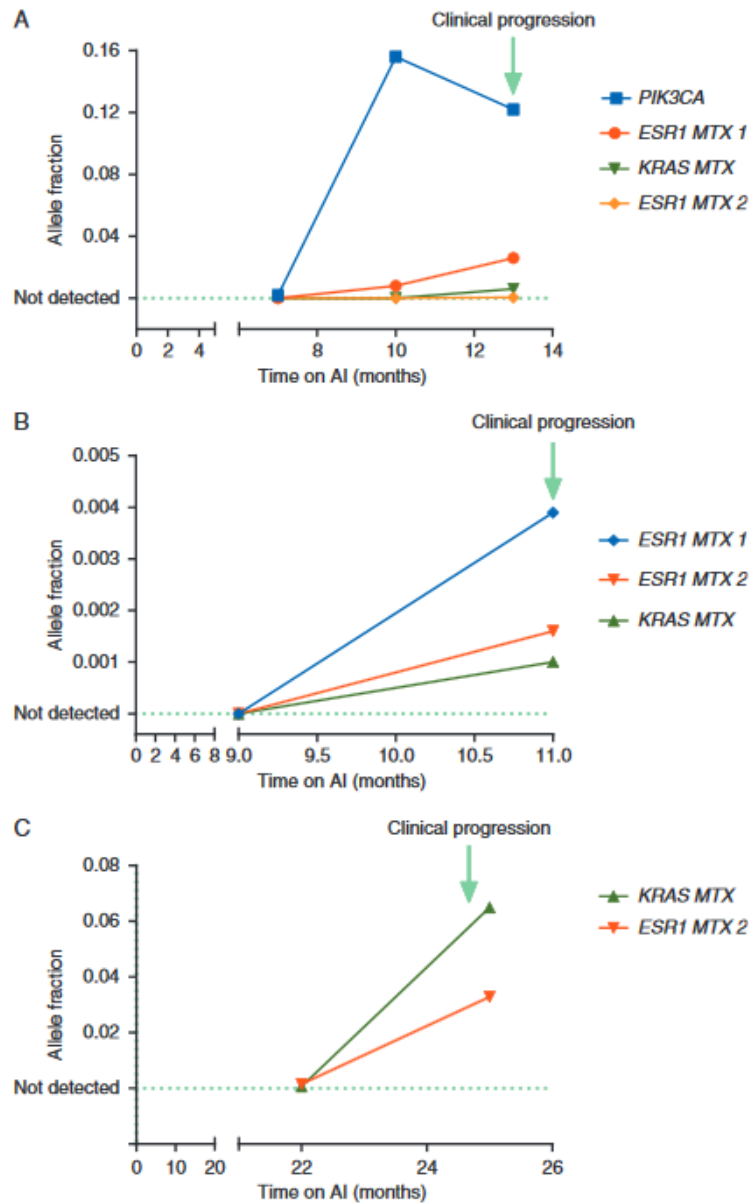 A
Clinical progression
0.16
0.12
0.08
0.04
Not detected
Allele fraction
0 2 4 8 10 12 14
Time on AI (months)
PIK3CA
ESR1 MTX 1
KRAS MTX
ESR1 MTX 2
B
Clinical progression
0.005
0.004
0.003
0.002
0.001
Not detected
Allele fraction
0 2 4 6 8 9.0 9.5 10.0 10.5 11.0
Time on AI (months)
ESR1 MTX 1
ESR1 MTX 2
KRAS MTX
C
Clinical progression
0.08
0.06
0.04
0.02
Not detected
Allele fraction
0 10 20 22 24 26
Time on AI (months)
KRAS MTX
ESR1 MTX 2